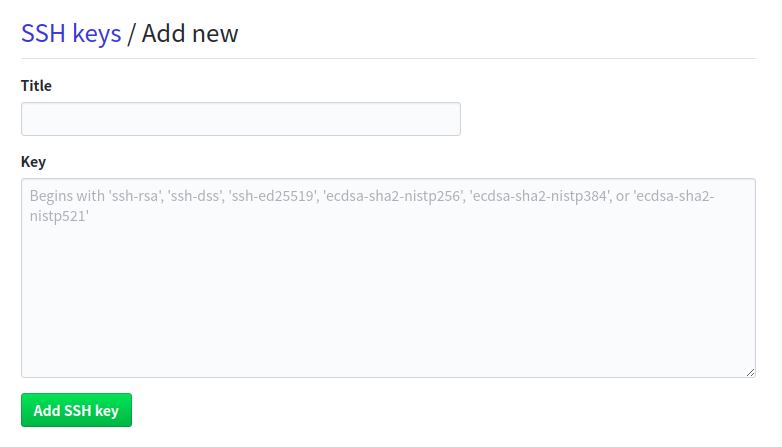 SSH keys / Add new
Title
Key
Begins with 'ssh-rsa', 'ssh-dss', 'ssh-ed25519', 'ecdsa-sha2-nistp256', 'ecdsa-sha2-nistp384', or 'ecdsa-sha2-
nistp521'
Add SSH key